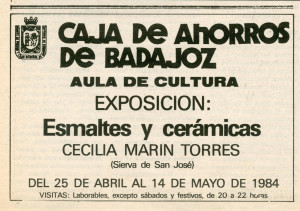 CAJA DE AHORROS
DE BADAJOZ
AULA DE CULTURA
EXPOSICION:
Esmaltes y cerámicas
CECILIA MARIN TORRES
(Sierva de San José)
DEL 25 DE ABRIL AL 14 DE MAYO DE 1984
VISITAS: Laborables, excepto sábados y festivos, de 20 a 22 horas